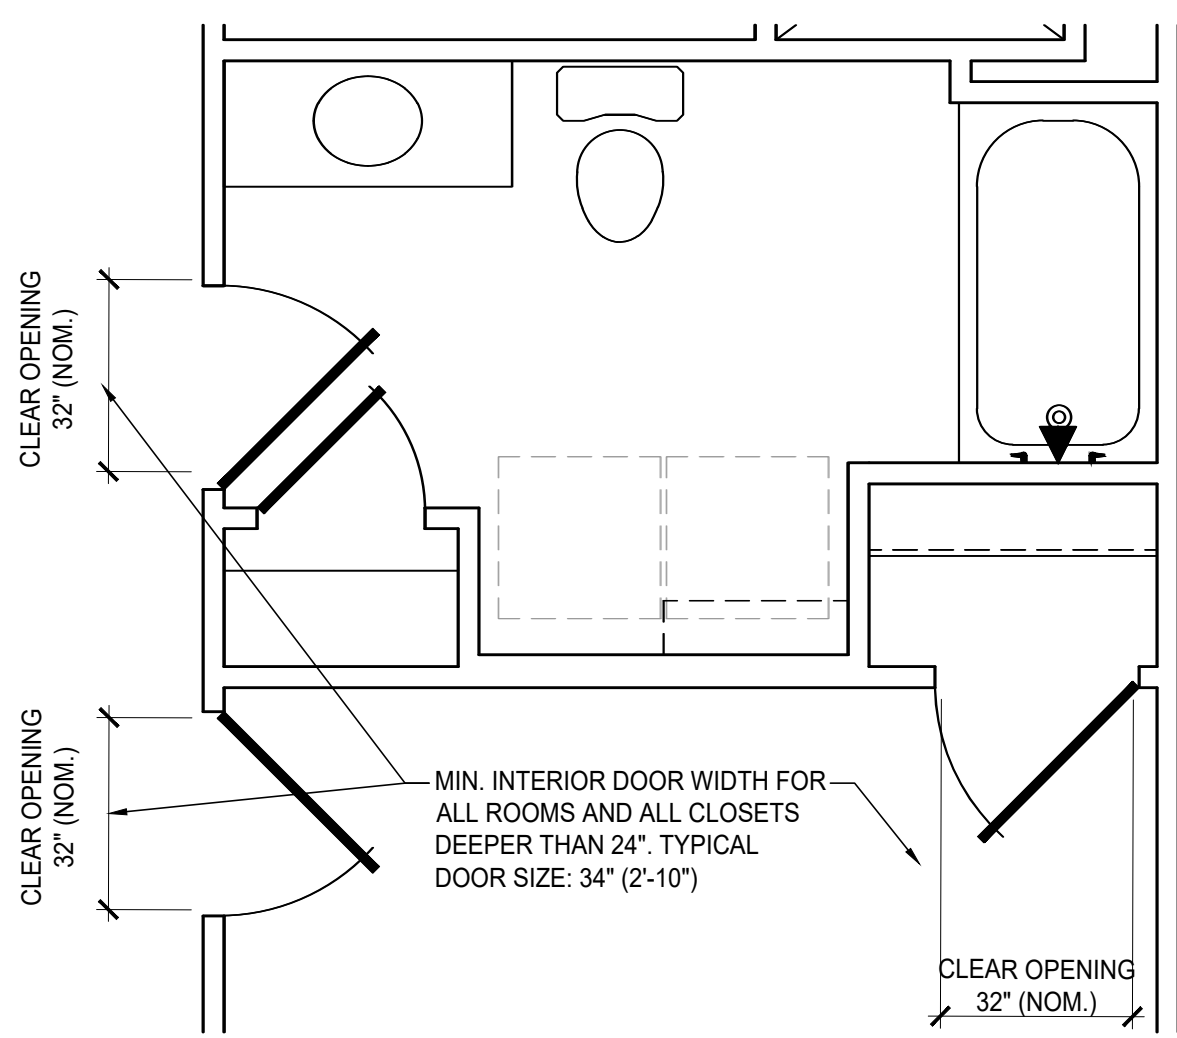 CLEAR OPENING
32" (NOM.)
CLEAR OPENING
32" (NOM.)
MIN. INTERIOR DOOR WIDTH FOR
ALL ROOMS AND ALL CLOSETS
DEEPER THAN 24". TYPICAL
DOOR SIZE: 34" (2'-10")
CLEAR OPENING
32" (NOM.)